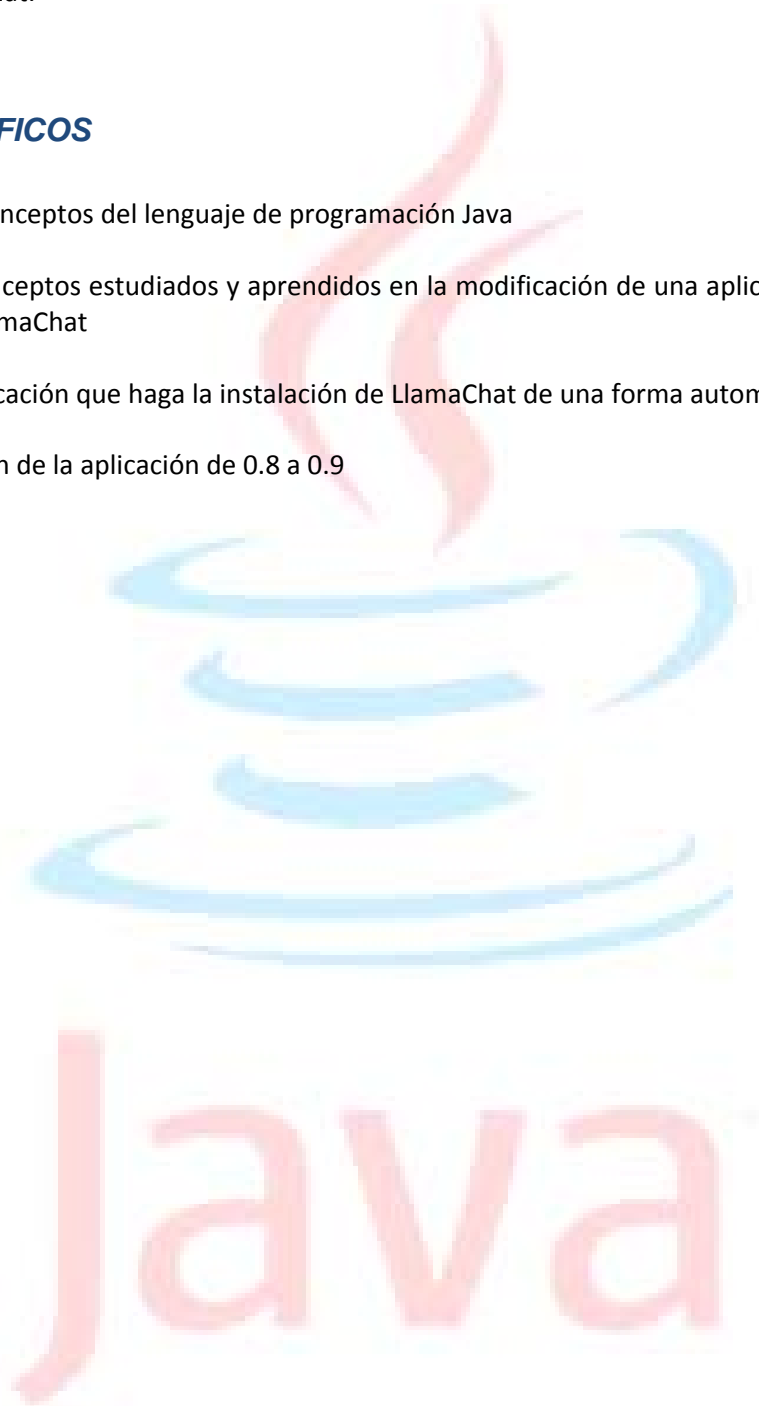 FICOS
nceptos del lenguaje de programación Java
ceptos estudiados y aprendidos en la modificación de una aplic
maChat
cación que haga la instalación de LlamaChat de una forma autom
n de la aplicación de 0.8 a 0.9
Java